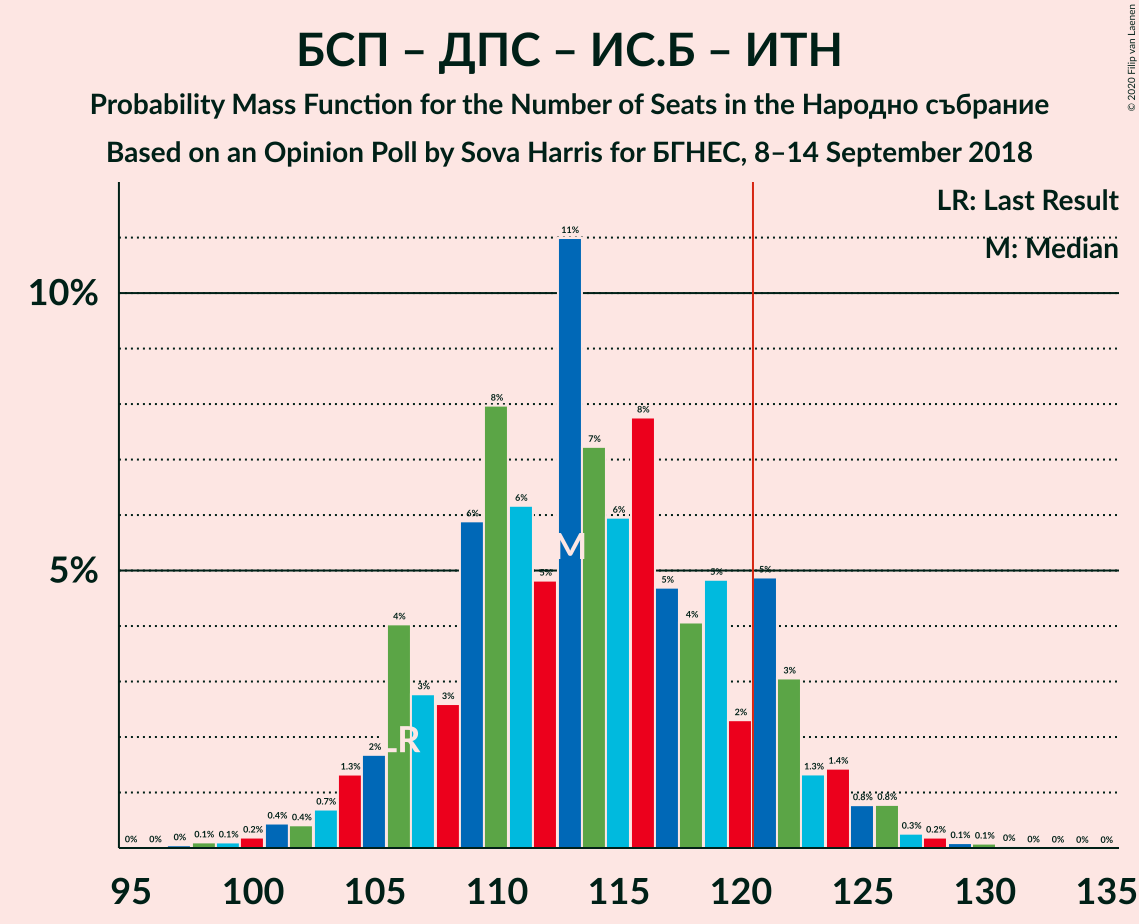 БСП – ДПС – ИС.Б – ИТН
Probability Mass Function for the Number of Seats in the Народно събрание
Based on an Opinion Poll by Sova Harris for БГНЕС, 8–14 September 2018
© 2020 Filip van Laenen
LR: Last Result
M: Median
10%
5%
0% 0% 0% 0.1% 0.1% 0.2% 0.4% 0.4% 0.7% 1.3% 2% 4% 3% 3% 6% 8% 6% 5% 11% 7% 6% 8% 5% 4% 5% 2% 5% 3% 1.3% 1.4% 0.8% 0.8% 0.3% 0.2% 0.1% 0.1% 0% 0% 0% 0% 0%
LR
M
95 100 105 110 115 120 125 130 135